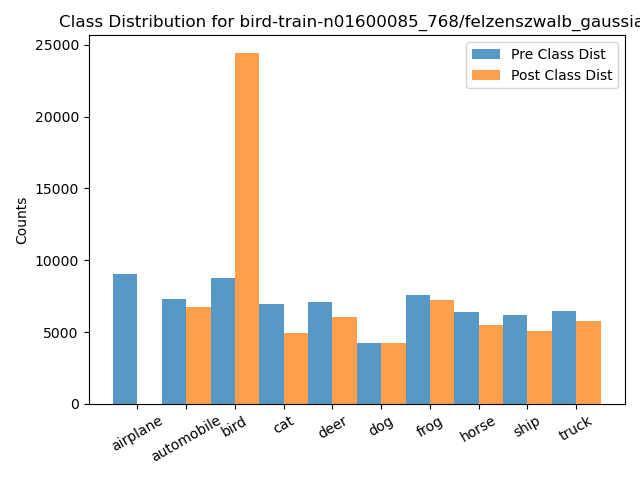 Class Distribution for bird-train-n01600085_768/felzenszwalb_gaussia
Pre Class Dist
Post Class Dist
Counts
25000
20000
15000
10000
5000
0
airplane
automobile
bird
cat
deer
dog
frog
horse
ship
truck